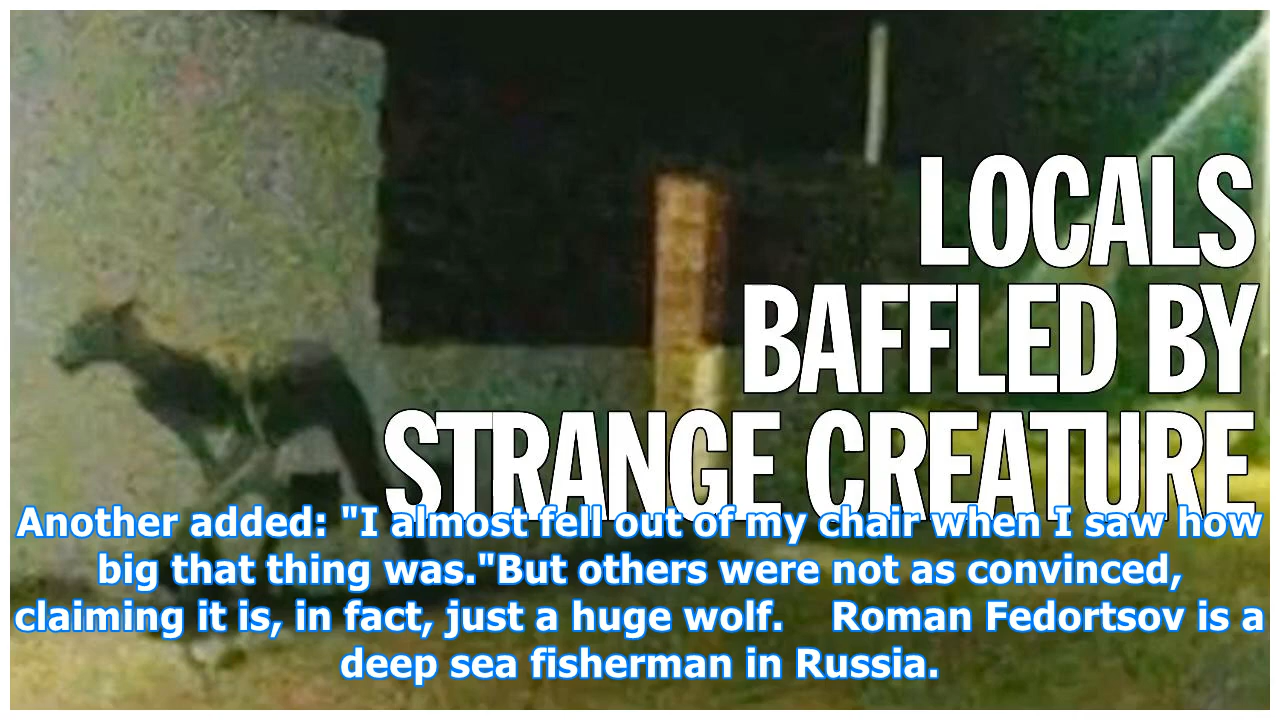 LOCALS
BAFFLED BY
STRANGE CREATURE
Another added: "I almost fell out of my chair when I saw how
big that thing was."But others were not as convinced,
claiming it is, in fact, just a huge wolf.    Roman Fedortsov is a
deep sea fisherman in Russia.